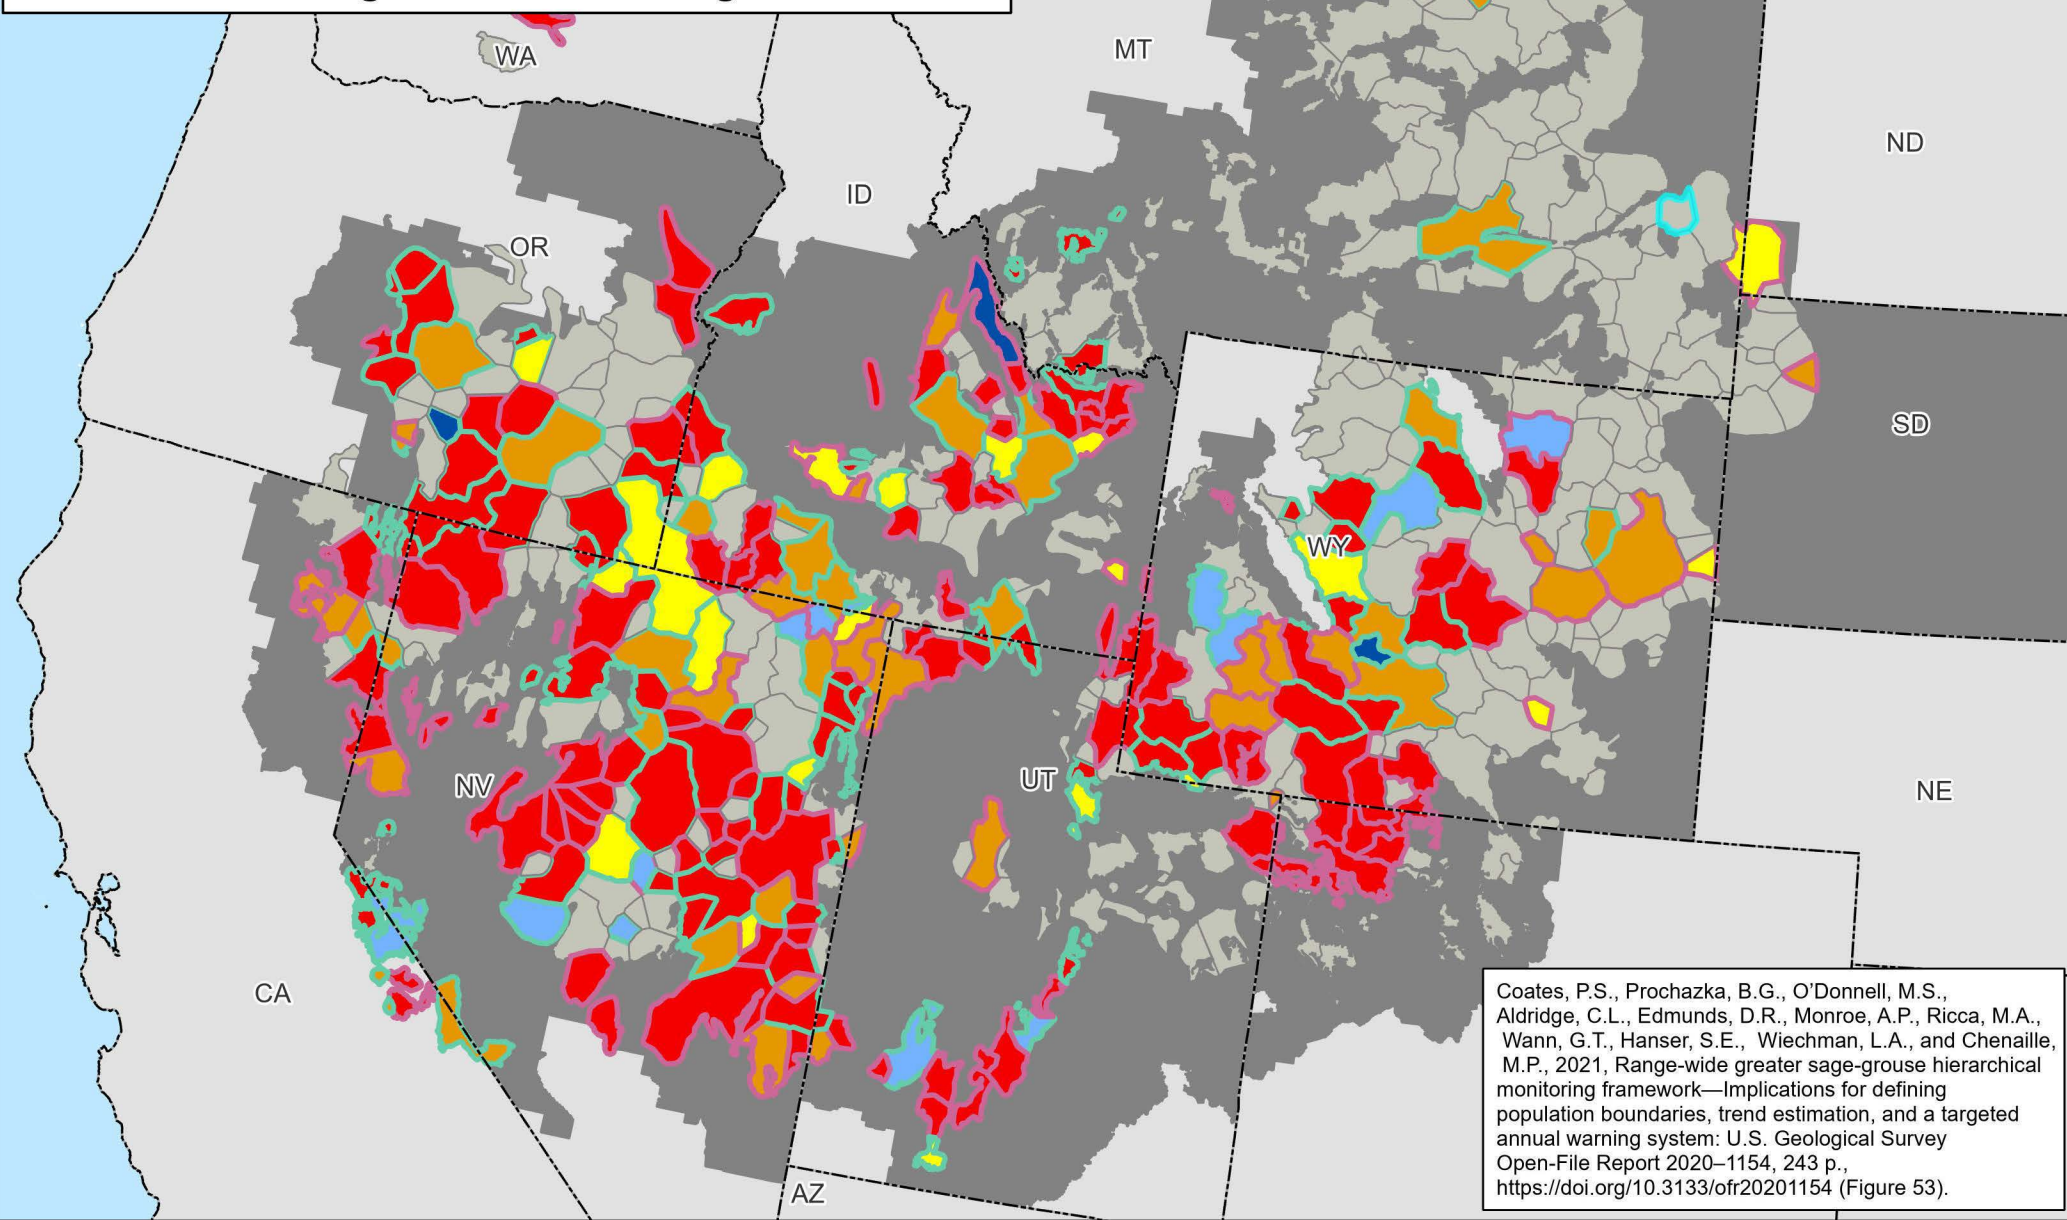 WA
MT
ND
ID
OR
SD
WY
NV
UT
NE
CA
AZ
Coates, P.S., Prochazka, B.G., O’Donnell, M.S.,
Aldridge, C.L., Edmunds, D.R., Monroe, A.P., Ricca, M.A.,
Wann, G.T., Hanser, S.E., Wiechman, L.A., and Chenaille,
M.P., 2021, Range-wide greater sage-grouse hierarchical
monitoring framework—Implications for defining
population boundaries, trend estimation, and a targeted
annual warning system: U.S. Geological Survey
Open-File Report 2020–1154, 243 p.,
https://doi.org/10.3133/ofr20201154 (Figure 53).